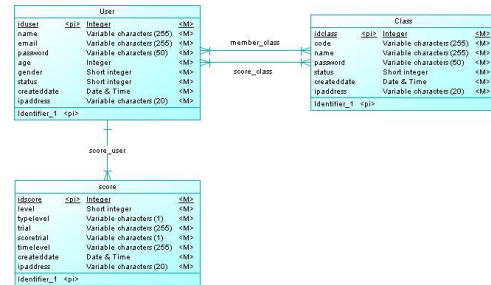 User
iduser <pi> Integer <M>
name Variable characters (255) <M>
email Variable characters (255) <M>
password Variable characters (50) <M>
age Integer <M>
gender Short integer <M>
status Short integer <M>
createddate Date & Time <M>
ipaddress Variable characters (20) <M>
Identifier_1 <pi>
member_class
score_class
Class
idclass <pi> Integer <M>
code Variable characters (255) <M>
name Variable characters (255) <M>
password Variable characters (50) <M>
status Short integer <M>
createddate Date & Time <M>
ipaddress Variable characters (20) <M>
Identifier_1 <pi>
score_user
score
idscore <pi> Integer <M>
level Short integer <M>
typelevel Variable characters (1) <M>
trial Variable characters (255) <M>
scoretrial Variable characters (1) <M>
timelevel Variable characters (255) <M>
createddate Date & Time <M>
ipaddress Variable characters (20) <M>
Identifier_1 <pi>